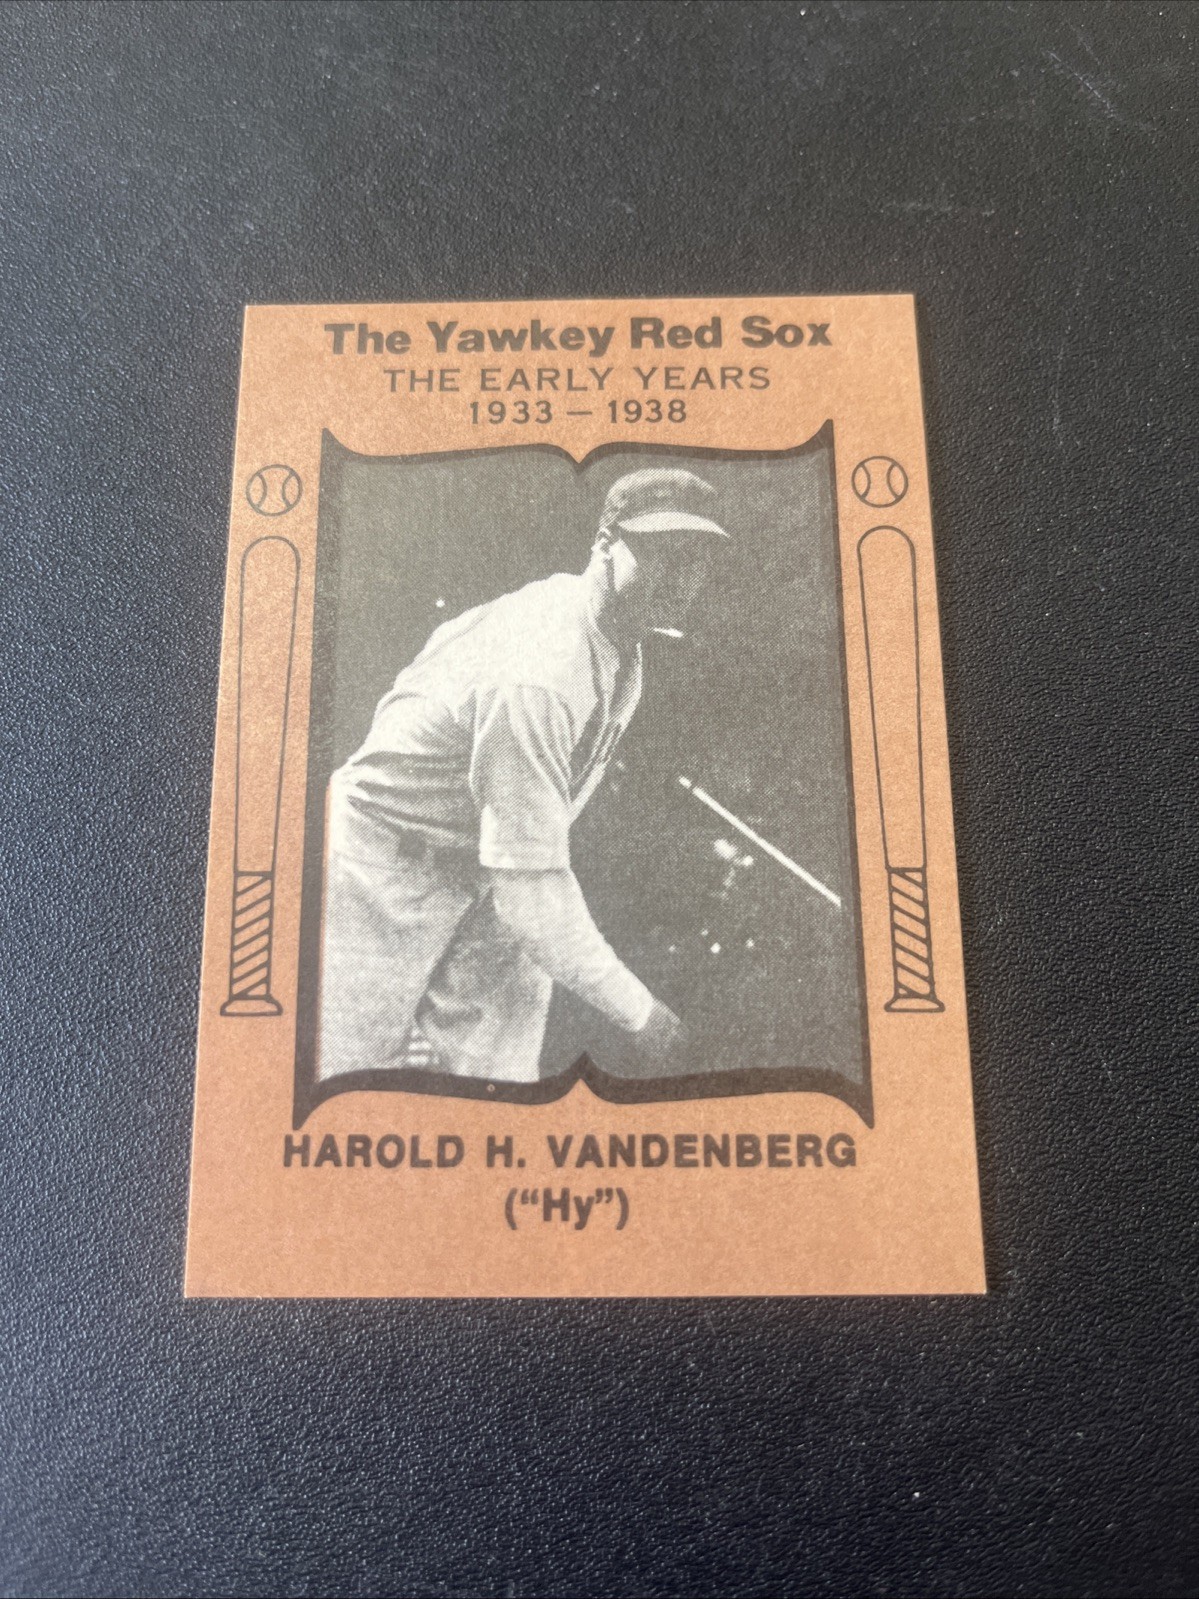 The Yawkey Red Sox
THE EARLY YEARS
1933 – 1938
HAROLD H. VANDENBERG
(“Hy”)